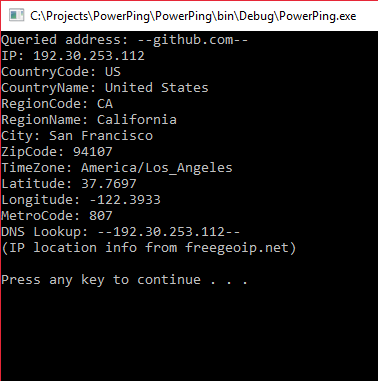 C:\Projects\PowerPing\PowerPing\bin\Debug\PowerPing.exe
Queried address: --github.com--
IP: 192.30.253.112
CountryCode: US
CountryName: United States
RegionCode: CA
RegionName: California
City: San Francisco
ZipCode: 94107
TimeZone: America/Los_Angeles
Latitude: 37.7697
Longitude: -122.3933
MetroCode: 807
DNS Lookup: --192.30.253.112--
(IP location info from freegeoip.net)
Press any key to continue . . .